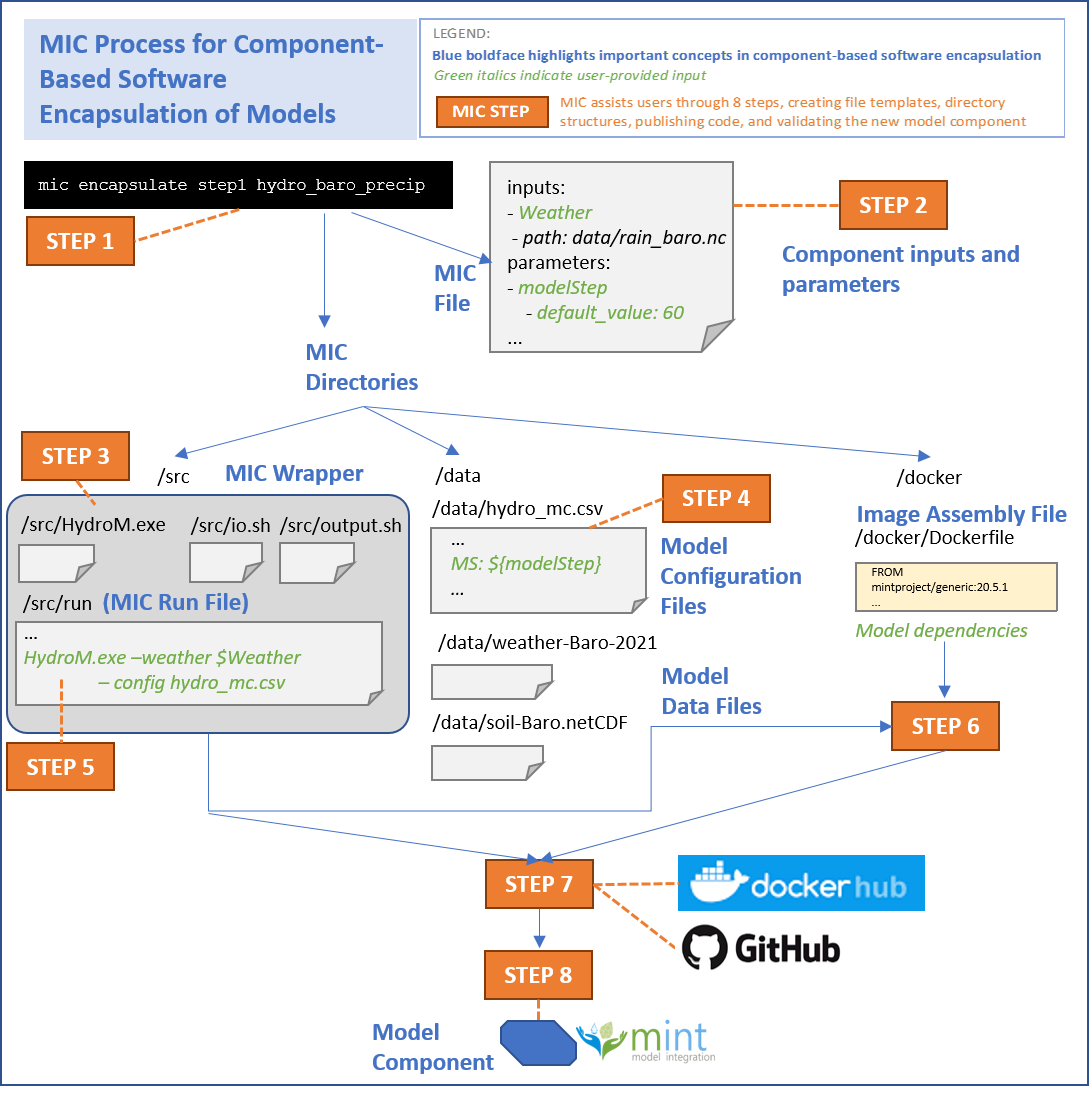 MIC Process for Component-
Based Software
Encapsulation of Models
LEGEND:
Blue boldface highlights important concepts in component-based software encapsulation
Green italics indicate user-provided input
MIC STEP
MIC assists users through 8 steps, creating file templates, directory
structures, publishing code, and validating the new model component
mic encapsulate step1 hydro_baro_precip
STEP 1
MIC
File
inputs:
- Weather
- path: data/rain_baro.nc
parameters:
- modelStep
- default_value: 60
...
STEP 2
Component inputs and
parameters
MIC
Directories
STEP 3
/src
MIC Wrapper
/src/HydroM.exe
/src/io.sh
/src/output.sh
/src/run
(MIC Run File)
...
HydroM.exe –weather $Weather
– config hydro_mc.csv
STEP 5
/data
/data/hydro_mc.csv
...
MS: ${modelStep}
...
STEP 4
Model
Configuration
Files
/data/weather-Baro-2021
Model
Data Files
/data/soil-Baro.netCDF
/docker
Image Assembly File
/docker/Dockerfile
FROM
mintproject/generic:20.5.1
...
Model dependencies
STEP 6
STEP 7
docker hub
GitHub
STEP 8
Model
Component
mint
model integration